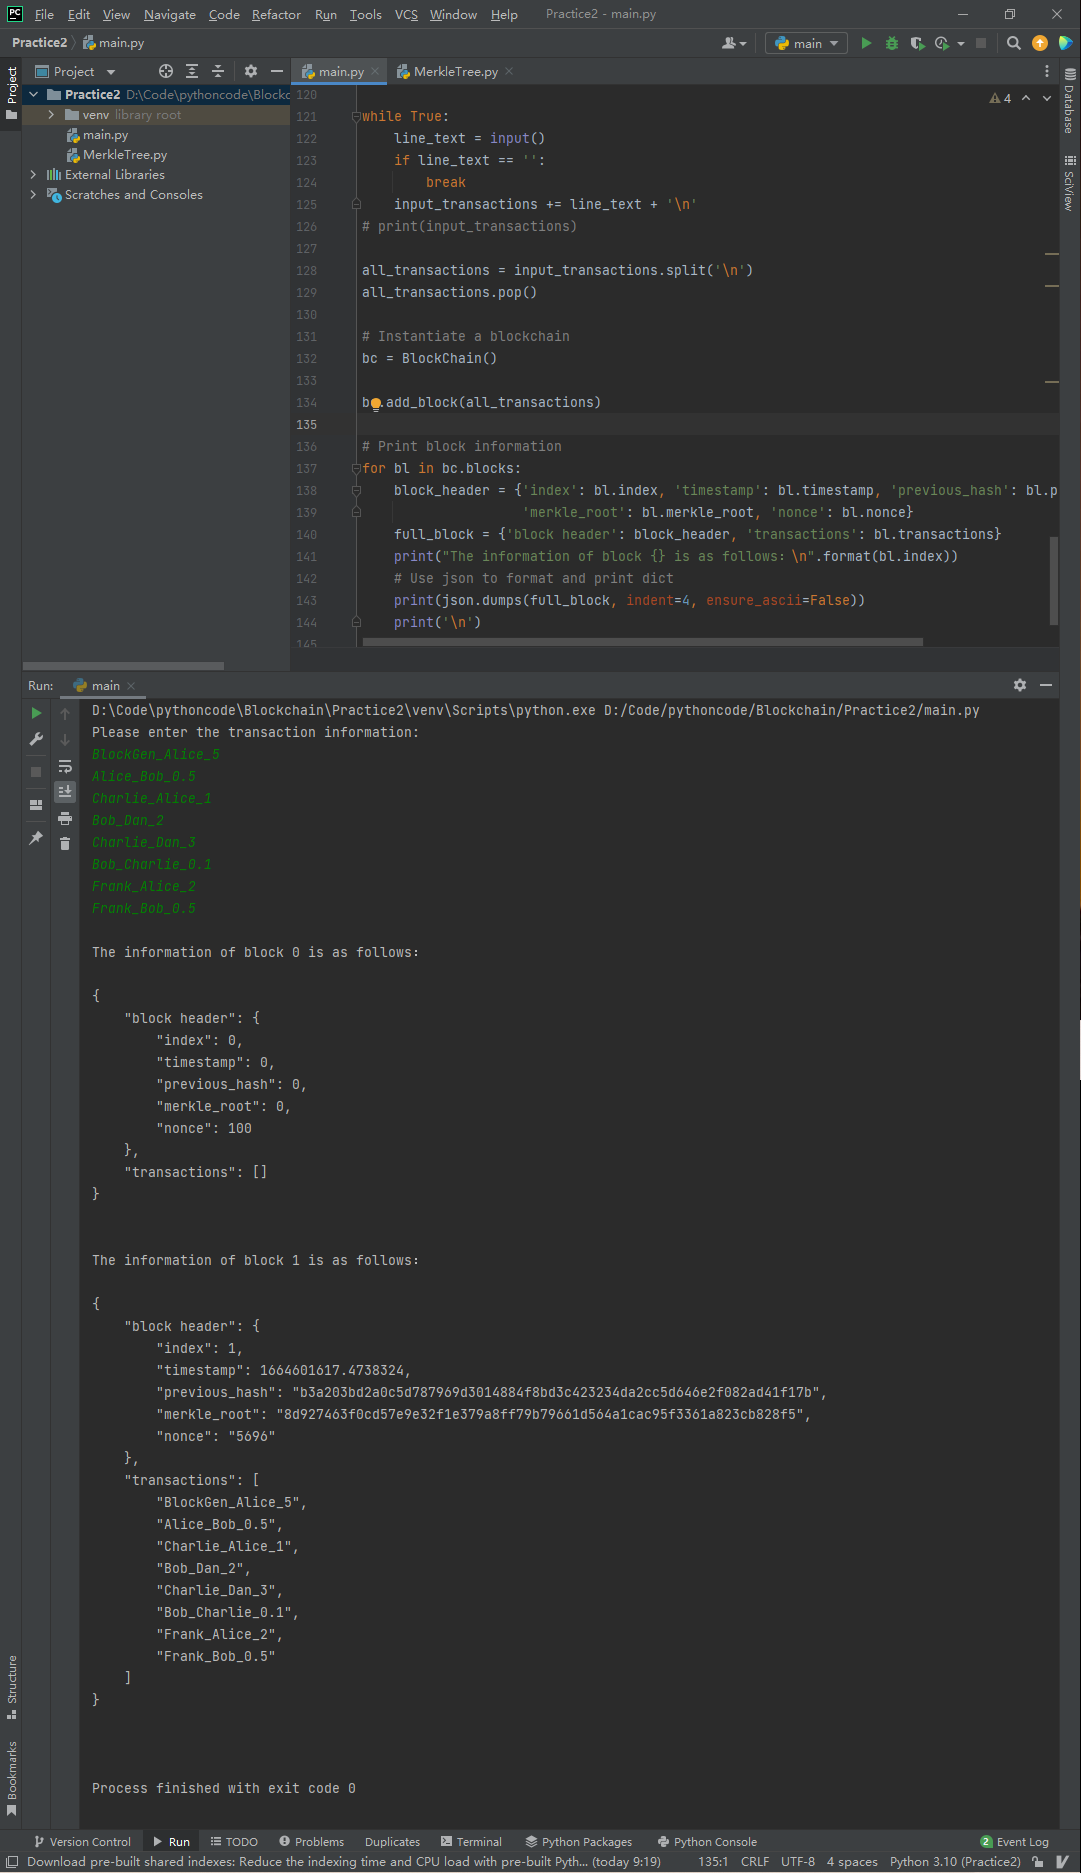 PC File Edit View Navigate Code Refactor Run Tools VCS Window Help Practice2 - main.py
Practice2 main.py main
Project main.py MerkleTree.py
Project
Practice2 D:\Code\pythoncode\Blockc
venv library root
main.py
MerkleTree.py
External Libraries
Scratches and Consoles
Database
SciView
4
120
121 while True:
122 line_text = input()
123 if line_text == '':
124 break
125 input_transactions += line_text + '\n'
126 # print(input_transactions)
127
128 all_transactions = input_transactions.split('\n')
129 all_transactions.pop()
130
131 # Instantiate a blockchain
132 bc = BlockChain()
133
134 b .add_block(all_transactions)
135
136 # Print block information
137 for bl in bc.blocks:
138 block_header = {'index': bl.index, 'timestamp': bl.timestamp, 'previous_hash': bl.p
139 'merkle_root': bl.merkle_root, 'nonce': bl.nonce}
140 full_block = {'block header': block_header, 'transactions': bl.transactions}
141 print("The information of block {} is as follows: \n".format(bl.index))
142 # Use json to format and print dict
143 print(json.dumps(full_block, indent=4, ensure_ascii=False))
144 print('\n')
145
Run: main
D:\Code\pythoncode\Blockchain\Practice2\venv\Scripts\python.exe D:/Code/pythoncode/Blockchain/Practice2/main.py
Please enter the transaction information:
BlockGen_Alice_5
Alice_Bob_0.5
Charlie_Alice_1
Bob_Dan_2
Charlie_Dan_3
Bob_Charlie_0.1
Frank_Alice_2
Frank_Bob_0.5
The information of block 0 is as follows:
{
"block header": {
"index": 0,
"timestamp": 0,
"previous_hash": 0,
"merkle_root": 0,
"nonce": 100
},
"transactions": []
}
The information of block 1 is as follows:
{
"block header": {
"index": 1,
"timestamp": 1664601617.4738324,
"previous_hash": "b3a203bd2a0c5d787969d3014884f8bd3c423234da2cc5d646e2f082ad41f17b",
"merkle_root": "8d927463f0cd57e9e32f1e379a8ff79b79661d564a1cac95f3361a823cb828f5",
"nonce": "5696"
},
"transactions": [
"BlockGen_Alice_5",
"Alice_Bob_0.5",
"Charlie_Alice_1",
"Bob_Dan_2",
"Charlie_Dan_3",
"Bob_Charlie_0.1",
"Frank_Alice_2",
"Frank_Bob_0.5"
]
}
Process finished with exit code 0
Structure
Bookmarks
Version Control Run TODO Problems Duplicates Terminal Python Packages Python Console 2 Event Log
Download pre-built shared indexes: Reduce the indexing time and CPU load with pre-built Pyth... (today 9:19) 135:1 CRLF UTF-8 4 spaces Python 3.10 (Practice2)